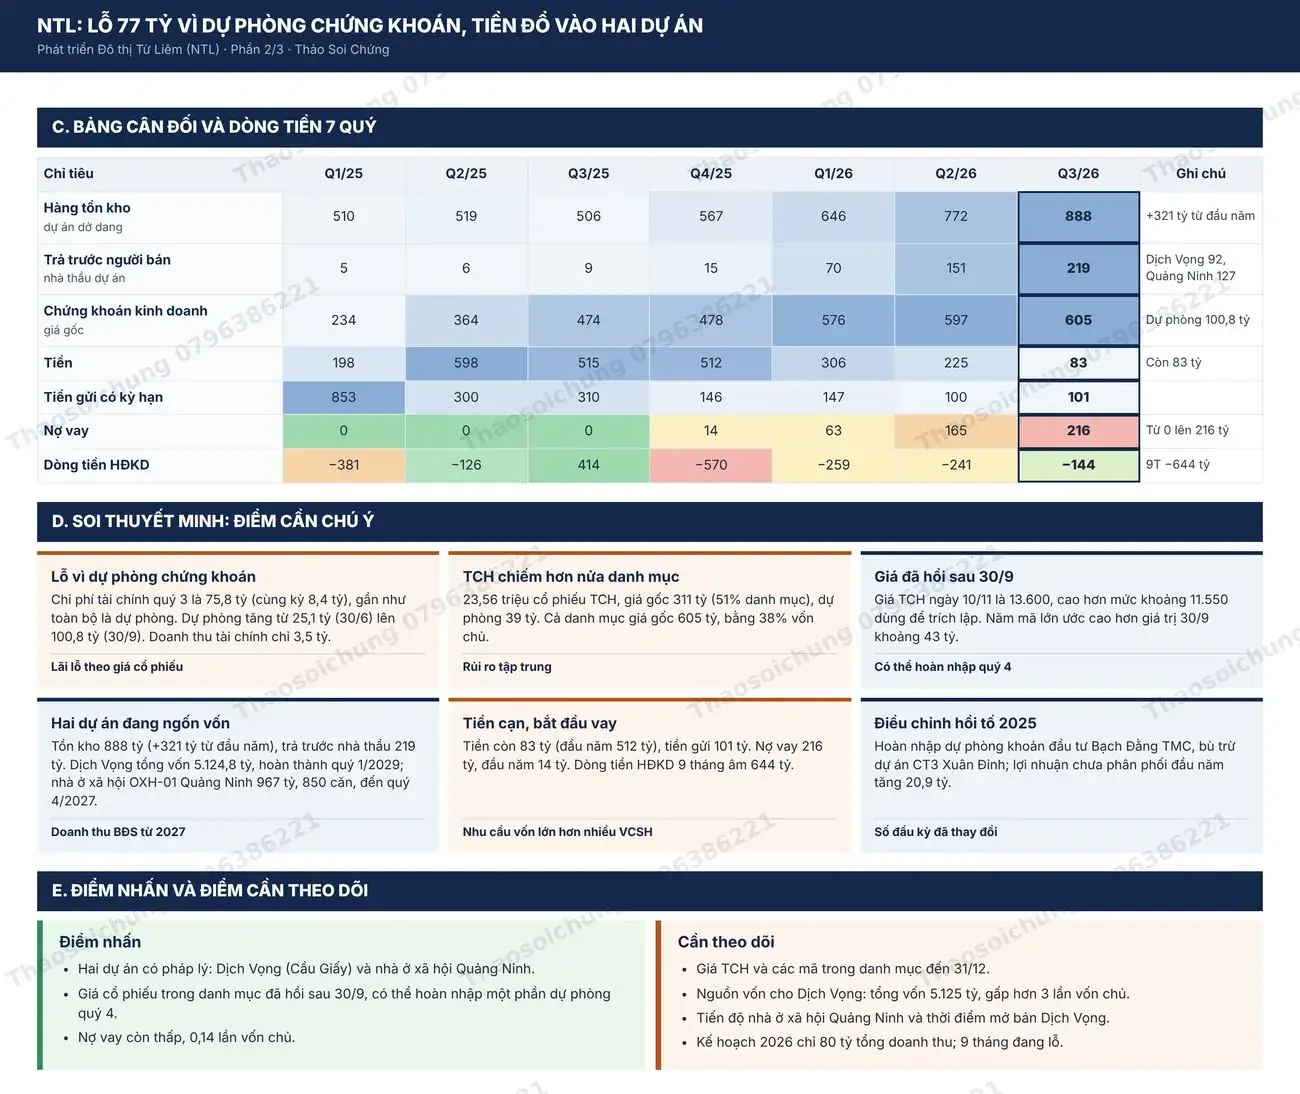 NTL: LỖ 77 TỶ VÌ DỰ PHÒNG CHỨNG KHOÁN, TIỀN ĐỔ VÀO HAI DỰ ÁN
Phát triển Đô thị Từ Liêm (NTL) · Phần 2/3 · Thảo Soi Chứng
C. BẢNG CÂN ĐỐI VÀ DÒNG TIỀN 7 QUÝ
Chỉ tiêu Q1/25 Q2/25 Q3/25 Q4/25 Q1/26 Q2/26 Q3/26 Ghi chú
Hàng tồn kho
dự án dở dang
510 519 506 567 646 772 888 +321 tỷ từ đầu năm
Trả trước người bán
nhà thầu dự án
5 6 9 15 70 151 219 Dịch Vọng 92,
Quảng Ninh 127
Chứng khoán kinh doanh
giá gốc
234 364 474 478 576 597 605 Dự phòng 100,8 tỷ
Tiền 198 598 515 512 306 225 83 Còn 83 tỷ
Tiền gửi có kỳ hạn 853 300 310 146 147 100 101
Nợ vay 0 0 0 14 63 165 216 Từ 0 lên 216 tỷ
Dòng tiền HĐKD −381 −126 414 −570 −259 −241 −144 9T −644 tỷ
D. SOI THUYẾT MINH: ĐIỂM CẦN CHÚ Ý
Lỗ vì dự phòng chứng khoán
Chi phí tài chính quý 3 là 75,8 tỷ (cùng kỳ 8,4 tỷ), gần như
toàn bộ là dự phòng. Dự phòng tăng từ 25,1 tỷ (30/6) lên
100,8 tỷ (30/9). Doanh thu tài chính chỉ 3,5 tỷ.
Lãi lỗ theo giá cổ phiếu
TCH chiếm hơn nửa danh mục
23,56 triệu cổ phiếu TCH, giá gốc 311 tỷ (51% danh mục), dự
phòng 39 tỷ. Cả danh mục giá gốc 605 tỷ, bằng 38% vốn
chủ.
Rủi ro tập trung
Giá đã hồi sau 30/9
Giá TCH ngày 10/11 là 13.600, cao hơn mức khoảng 11.550
dùng để trích lập. Năm mã lớn ước cao hơn giá trị 30/9
khoảng 43 tỷ.
Có thể hoàn nhập quý 4
Hai dự án đang ngốn vốn
Tồn kho 888 tỷ (+321 tỷ từ đầu năm), trả trước nhà thầu 219
tỷ. Dịch Vọng tổng vốn 5.124,8 tỷ, hoàn thành quý 1/2029;
nhà ở xã hội OXH-01 Quảng Ninh 967 tỷ, 850 căn, đến quý
4/2027.
Doanh thu BĐS từ 2027
Tiền cạn, bắt đầu vay
Tiền còn 83 tỷ (đầu năm 512 tỷ), tiền gửi 101 tỷ. Nợ vay 216
tỷ, đầu năm 14 tỷ. Dòng tiền HĐKD 9 tháng âm 644 tỷ.
Nhu cầu vốn lớn hơn nhiều VCSH
Điều chỉnh hồi tố 2025
Hoàn nhập dự phòng khoản đầu tư Bạch Đằng TMC, bù trừ
dự án CT3 Xuân Đỉnh; lợi nhuận chưa phân phối đầu năm
tăng 20,9 tỷ.
Số đầu kỳ đã thay đổi
E. ĐIỂM NHẤN VÀ ĐIỂM CẦN THEO DÕI
Điểm nhấn
• Hai dự án có pháp lý: Dịch Vọng (Cầu Giấy) và nhà ở xã hội Quảng Ninh.
• Giá cổ phiếu trong danh mục đã hồi sau 30/9, có thể hoàn nhập một phần dự phòng
quý 4.
• Nợ vay còn thấp, 0,14 lần vốn chủ.
Cần theo dõi
• Giá TCH và các mã trong danh mục đến 31/12.
• Nguồn vốn cho Dịch Vọng: tổng vốn 5.125 tỷ, gấp hơn 3 lần vốn chủ.
• Tiến độ nhà ở xã hội Quảng Ninh và thời điểm mở bán Dịch Vọng.
• Kế hoạch 2026 chỉ 80 tỷ tổng doanh thu; 9 tháng đang lỗ.
Thaosoichung 0796386221